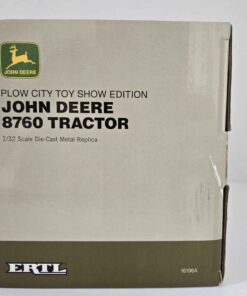 JOHN DEERE
PLOW CITY TOY SHOW EDITION
JOHN DEERE
8760 TRACTOR
1/32 Scale Die-Cast Metal Replica
ERTL
16196A